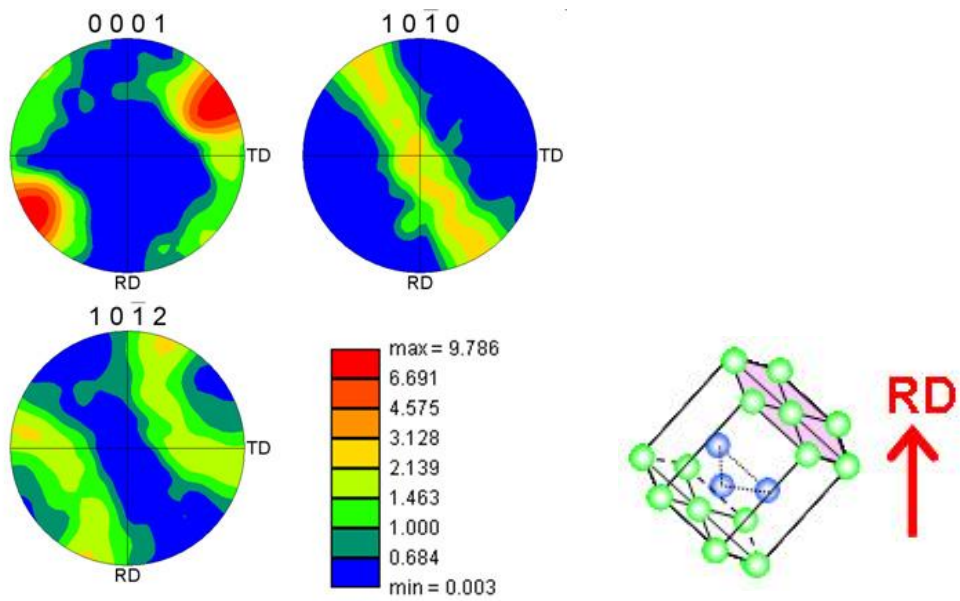 0 0 0 1
TD
RD
1 0 1̅ 0
TD
RD
1 0 1̅ 2
TD
RD
max = 9.786
6.691
4.575
3.128
2.139
1.463
1.000
0.684
min = 0.003
RD